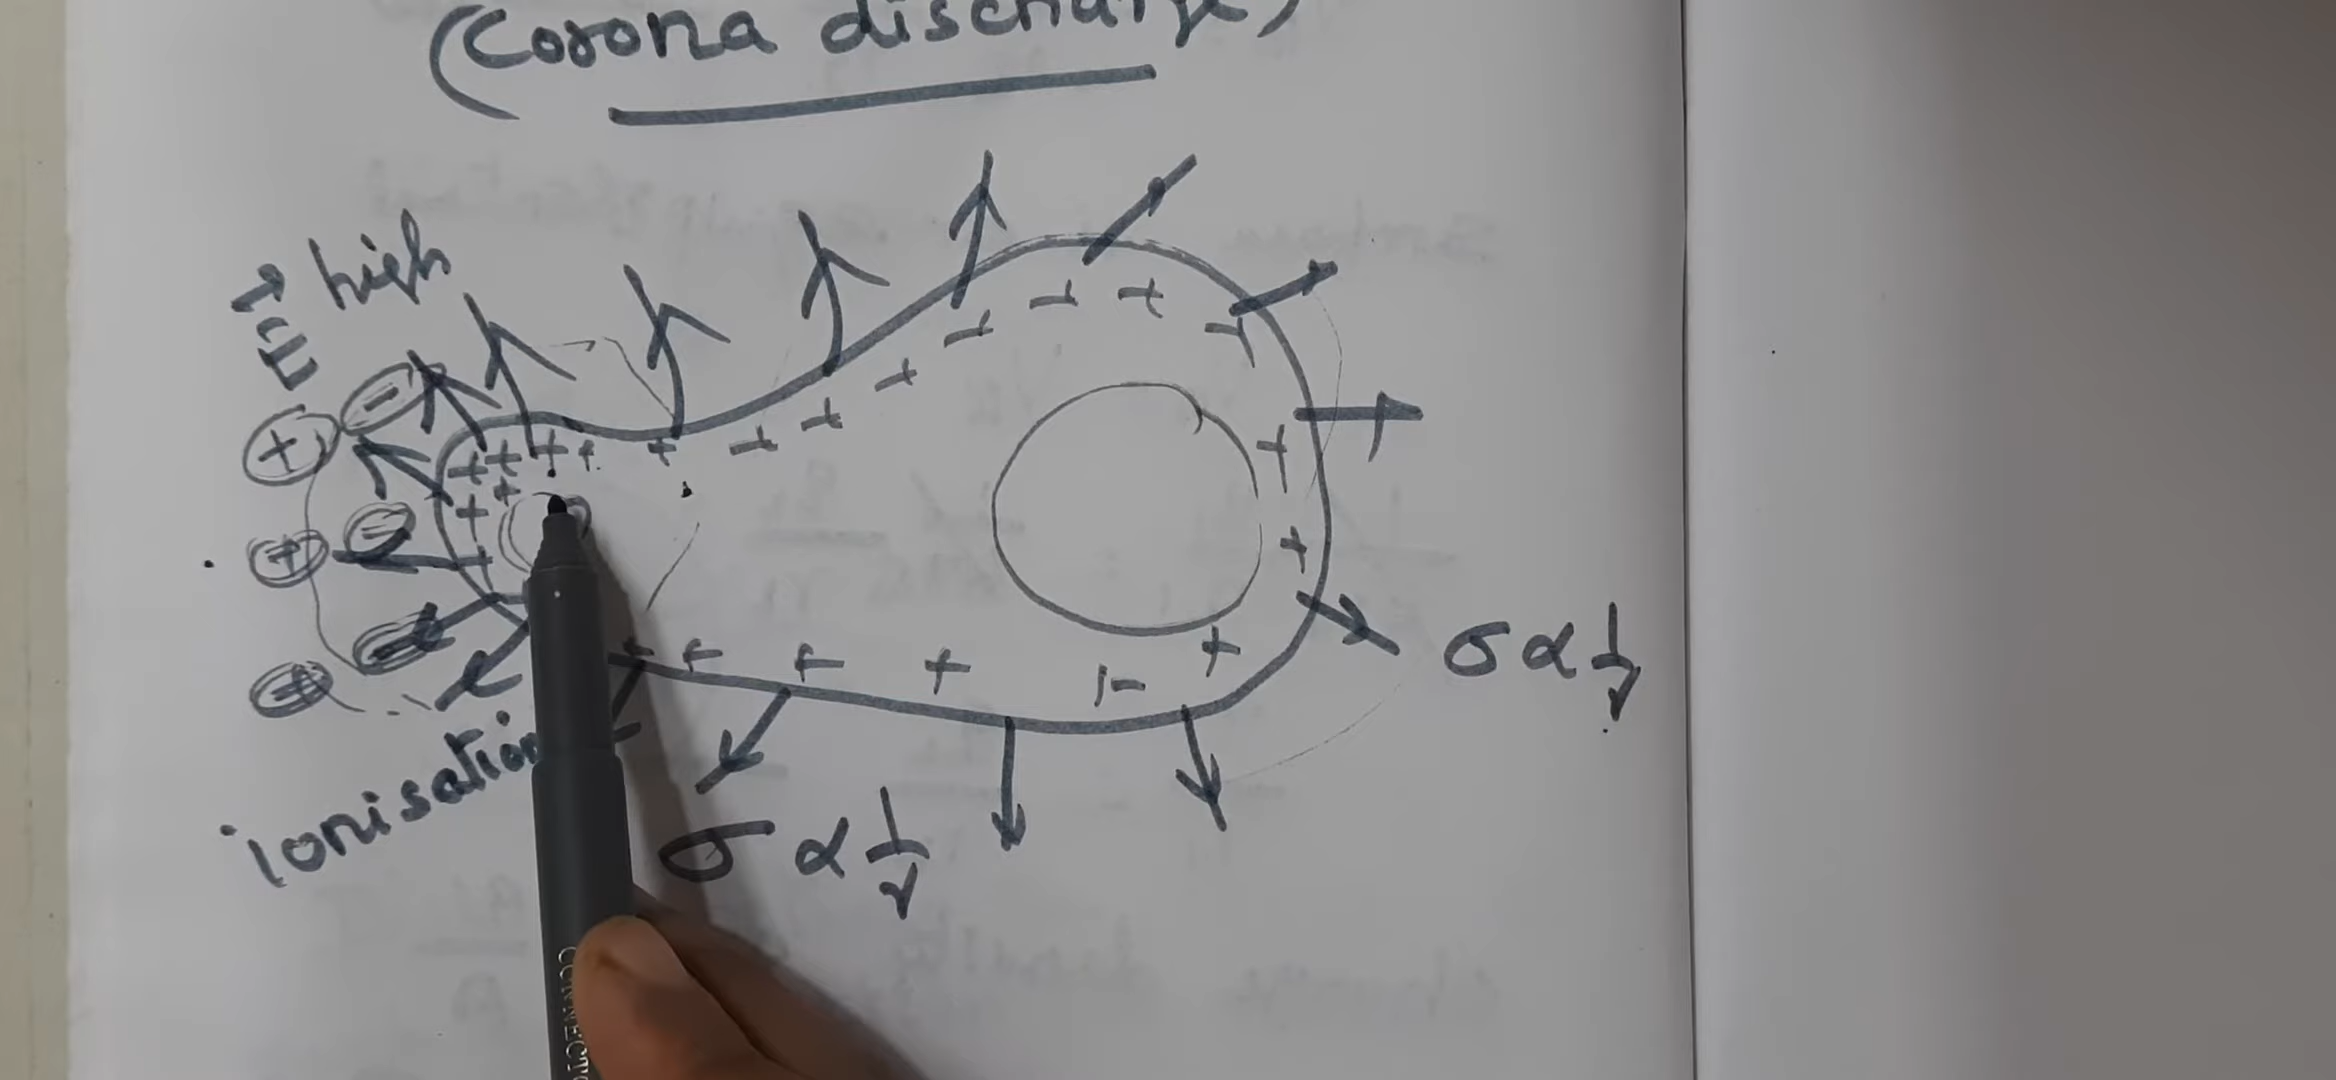 (Corona discharge)
E high
ionisation
σ α 1/r
σ α 1/r